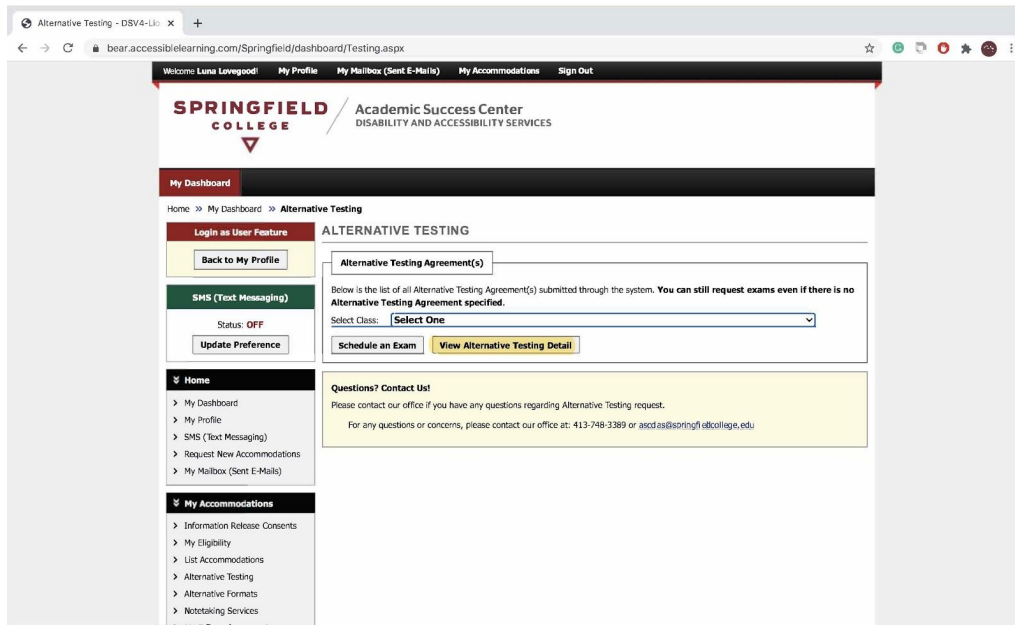 Alternative Testing - DSV4-Lio
bear.accessiblelearning.com/Springfield/dashboard/Testing.aspx
Welcome Luna Lovegood! My Profile My Mailbox (Sent E-Mails) My Accommodations Sign Out
SPRINGFIELD
COLLEGE
Academic Success Center
DISABILITY AND ACCESSIBILITY SERVICES
My Dashboard
Home » My Dashboard » Alternative Testing
Login as User Feature
Back to My Profile
SMS (Text Messaging)
Status: OFF
Update Preference
Home
My Dashboard
My Profile
SMS (Text Messaging)
Request New Accommodations
My Mailbox (Sent E-Mails)
My Accommodations
Information Release Consents
My Eligibility
List Accommodations
Alternative Testing
Alternative Formats
Notetaking Services
ALTERNATIVE TESTING
Alternative Testing Agreement(s)
Below is the list of all Alternative Testing Agreement(s) submitted through the system. You can still request exams even if there is no
Alternative Testing Agreement specified.
Select Class: Select One
Schedule an Exam View Alternative Testing Detail
Questions? Contact Us!
Please contact our office if you have any questions regarding Alternative Testing request.
For any questions or concerns, please contact our office at: 413-748-3389 or ascdas@springfieldcollege.edu